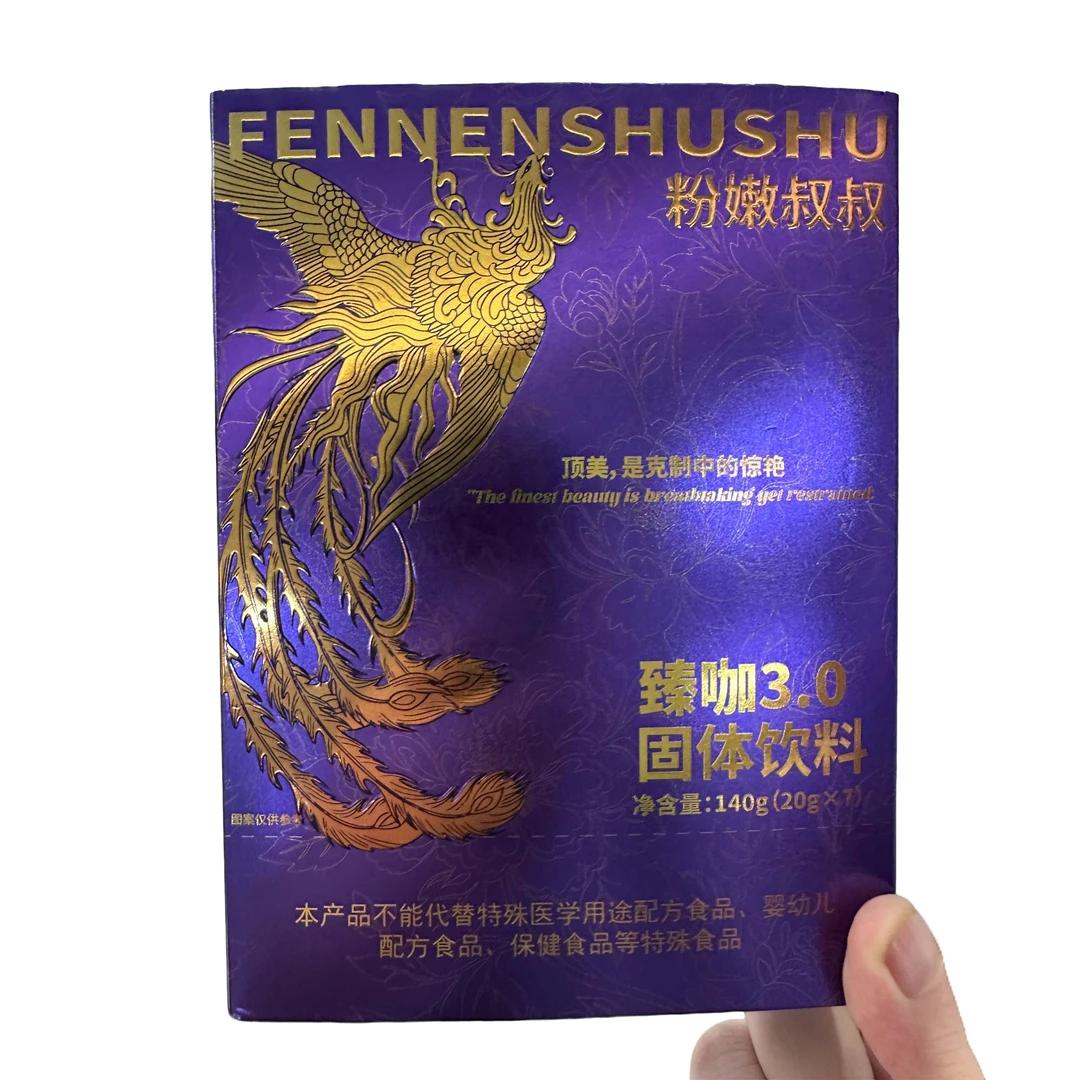 FENNENSHUSHU
粉嫩叔叔
顶美,是克制中的惊艳
"The finest beauty is breathtaking yet restrained.
臻咖3.0
固体饮料
净含量:140g(20g×7)
图案仅供参考
本产品不能代替特殊医学用途配方食品、婴幼儿
配方食品、保健食品等特殊食品